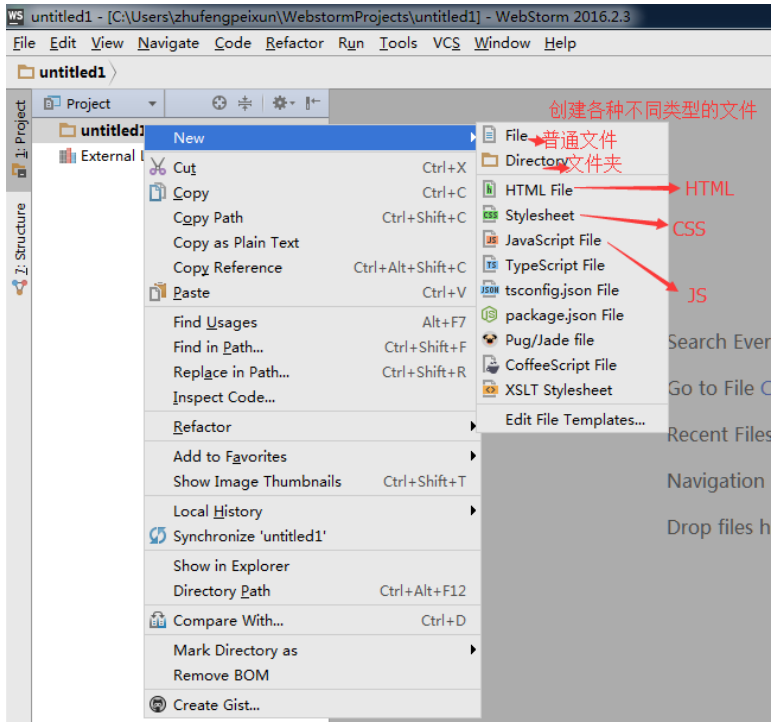 WS untitled1 - [C:\Users\zhufengpeixun\WebstormProjects\untitled1] - WebStorm 2016.2.3
File Edit View Navigate Code Refactor Run Tools VCS Window Help
untitled1
Project
1: Project
7: Structure
untitled1
External
New
Cut Ctrl+X
Copy Ctrl+C
Copy Path Ctrl+Shift+C
Copy as Plain Text
Copy Reference Ctrl+Alt+Shift+C
Paste Ctrl+V
Find Usages Alt+F7
Find in Path... Ctrl+Shift+F
Replace in Path... Ctrl+Shift+R
Inspect Code...
Refactor
Add to Favorites
Show Image Thumbnails Ctrl+Shift+T
Local History
Synchronize 'untitled1'
Show in Explorer
Directory Path Ctrl+Alt+F12
Compare With... Ctrl+D
Mark Directory as
Remove BOM
Create Gist...
创建各种不同类型的文件
File 普通文件
Directory 文件夹
HTML File HTML
CSS Stylesheet CSS
JS JavaScript File JS
TS TypeScript File
JSON tsconfig.json File
package.json File
Pug/Jade file
CoffeeScript File
XSLT Stylesheet
Edit File Templates...
Search Ever
Go to File C
Recent Files
Navigation
Drop files h